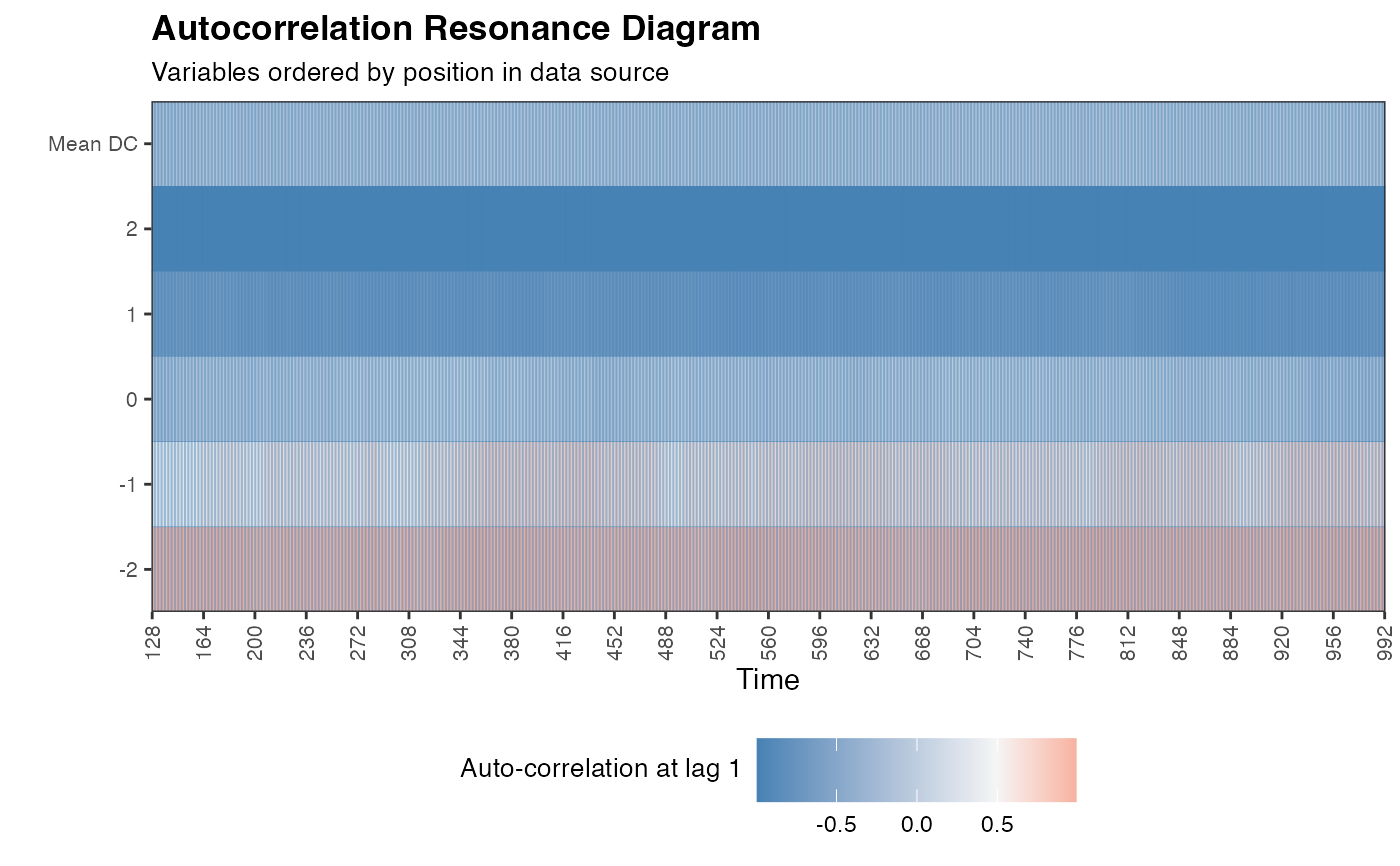 Autocorrelation Resonance Diagram
Variables ordered by position in data source
Mean DC
2
1
0
-1
-2
128 164 200 236 272 308 344 380 416 452 488 524 560 596 632 668 704 740 776 812 848 884 920 956 992
Time
Auto-correlation at lag 1
-0.5 0.0 0.5